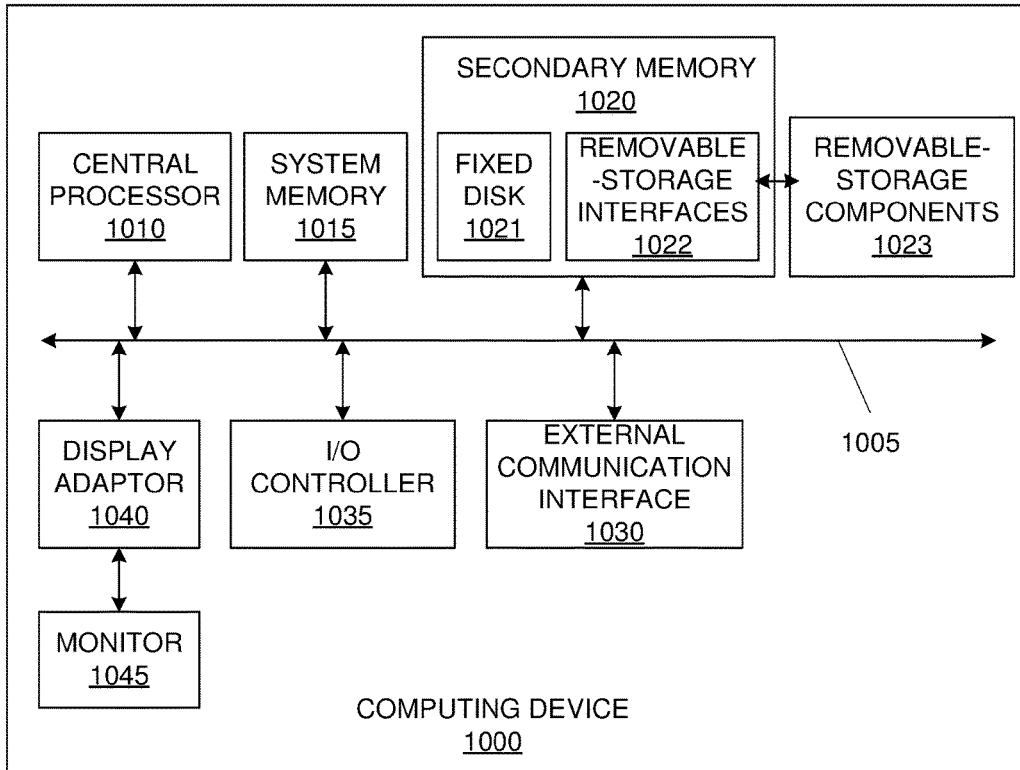 SECONDARY MEMORY
1020
CENTRAL
PROCESSOR
1010
SYSTEM
MEMORY
1015
FIXED
DISK
1021
REMOVABLE
-STORAGE
INTERFACES
1022
REMOVABLE-
STORAGE
COMPONENTS
1023
1005
DISPLAY
ADAPTOR
1040
I/O
CONTROLLER
1035
EXTERNAL
COMMUNICATION
INTERFACE
1030
MONITOR
1045
COMPUTING DEVICE
1000